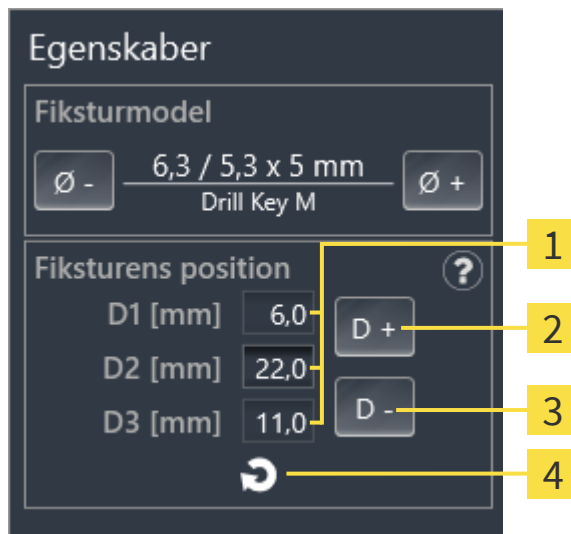 Egenskaber
Fiksturmodel
Ø -
6,3 / 5,3 x 5 mm
Drill Key M
Ø +
Fiksturens position
?
D1 [mm] 6,0
D2 [mm] 22,0
D3 [mm] 11,0
D +
D -
1
2
3
4